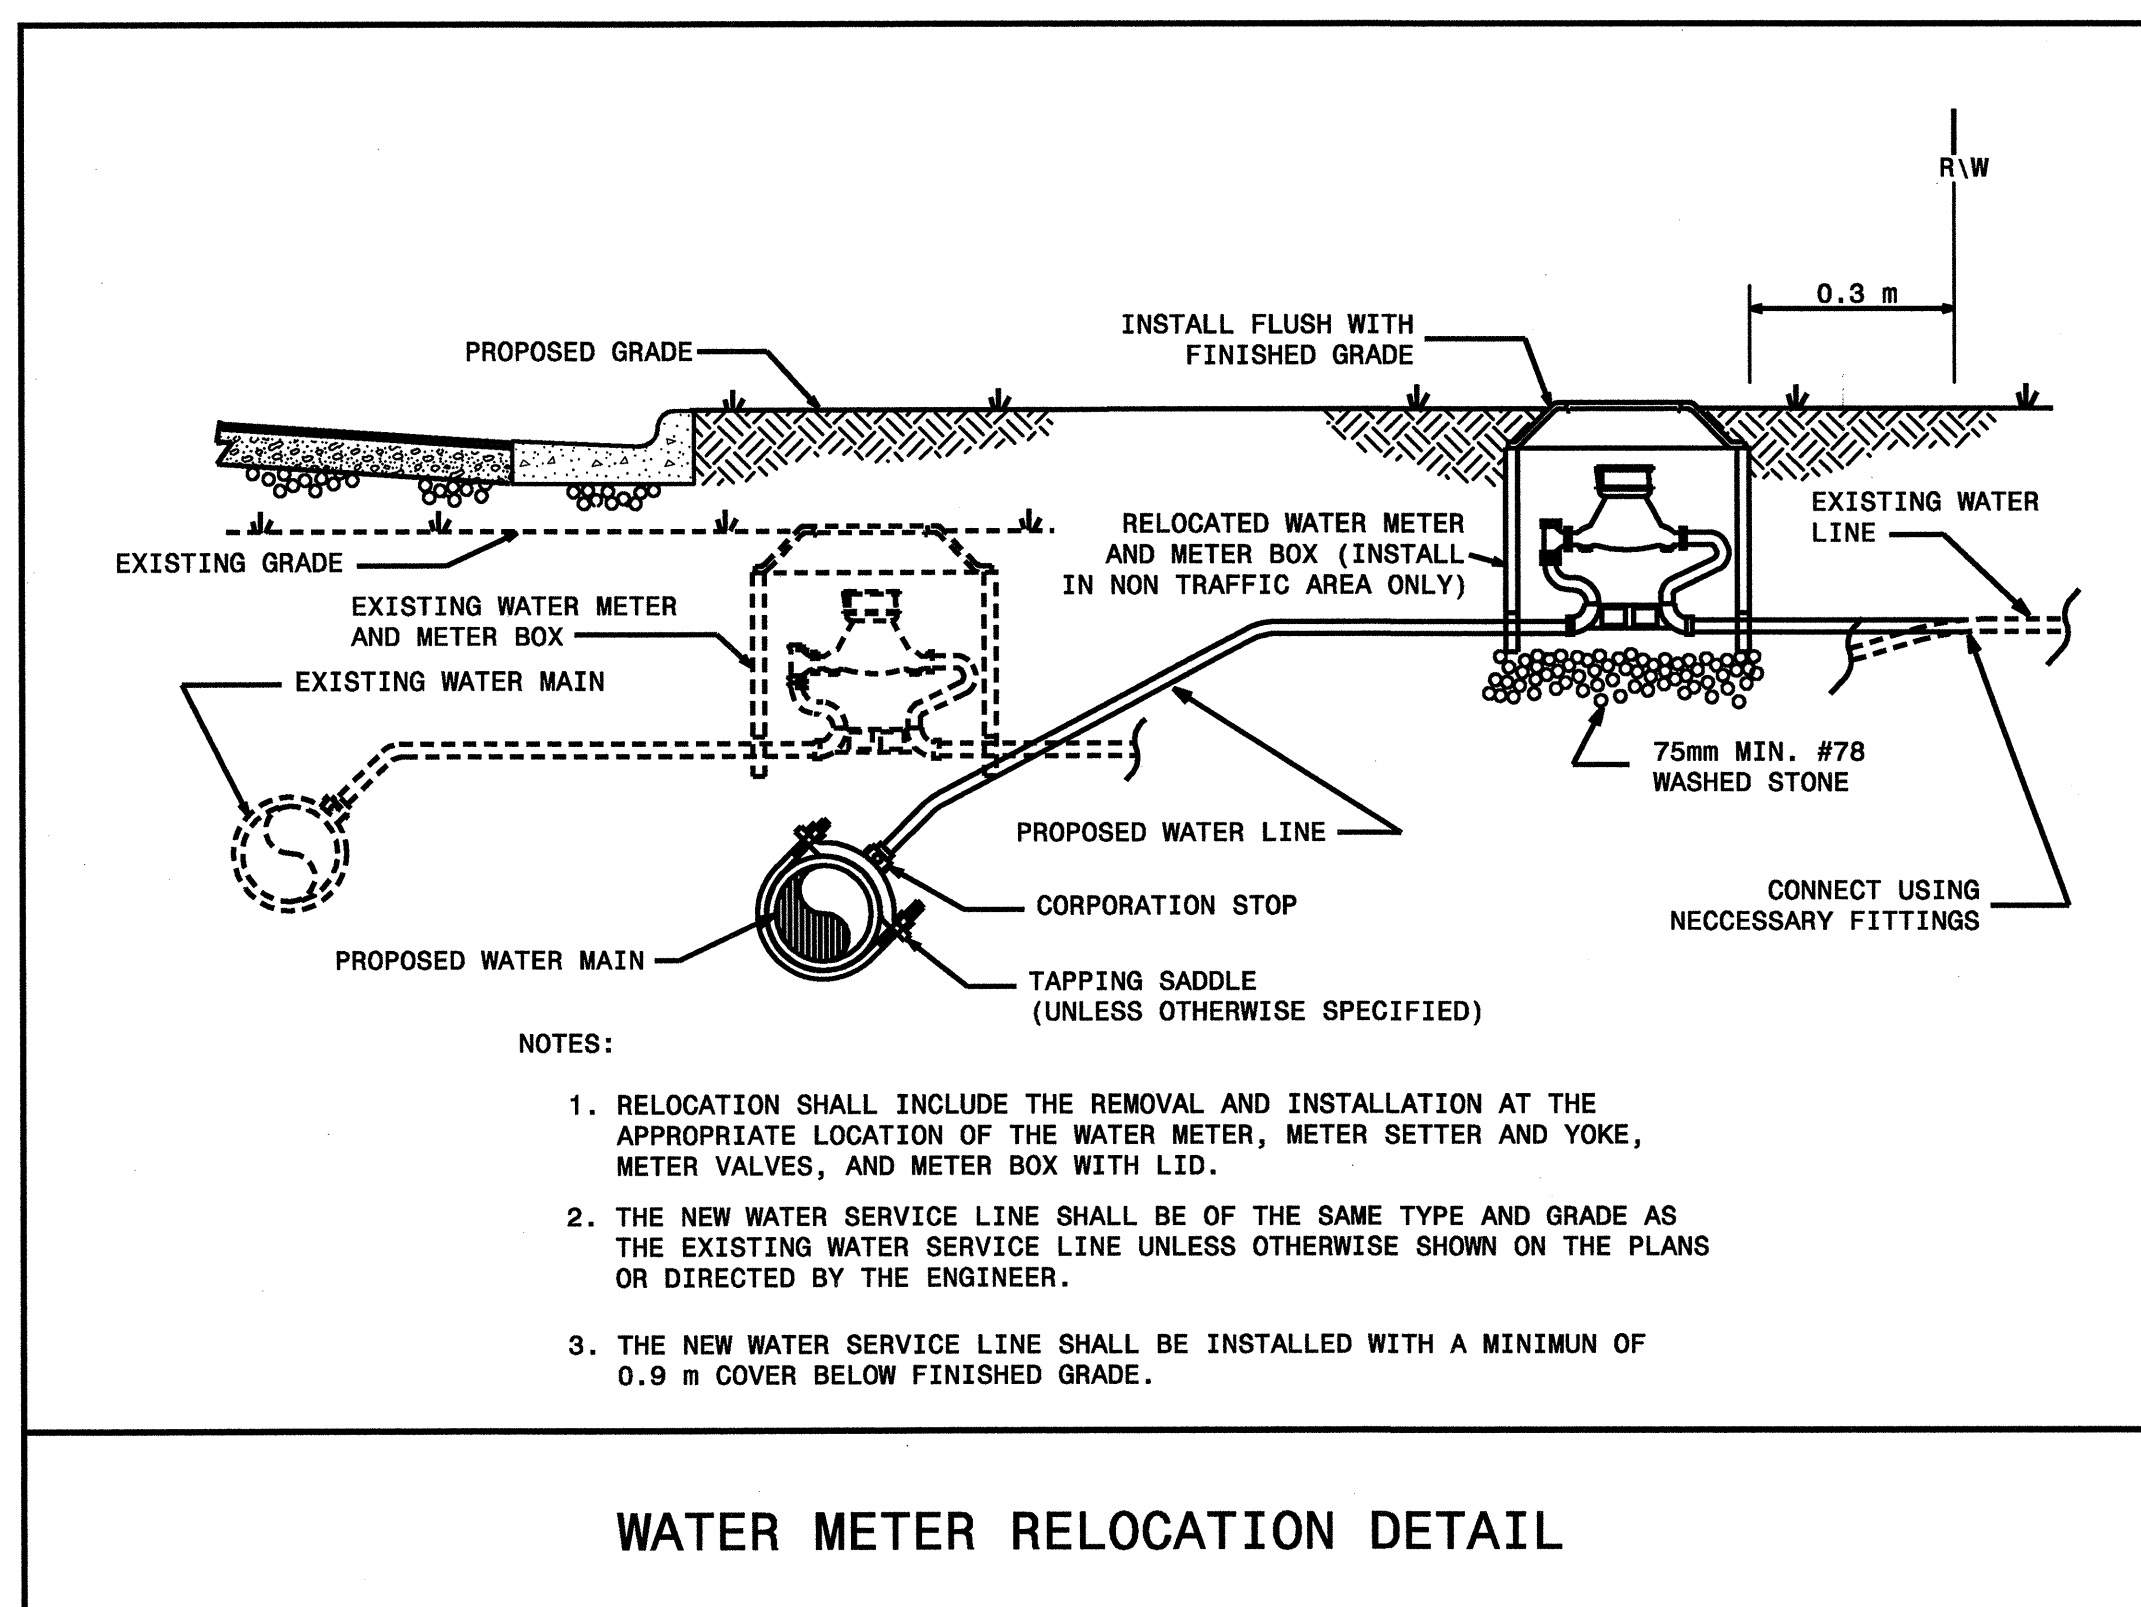 R\W
0.3 m
INSTALL FLUSH WITH
FINISHED GRADE
PROPOSED GRADE
EXISTING WATER
LINE
RELOCATED WATER METER
AND METER BOX (INSTALL
IN NON TRAFFIC AREA ONLY)
EXISTING GRADE
EXISTING WATER METER
AND METER BOX
EXISTING WATER MAIN
75mm MIN. #78
WASHED STONE
PROPOSED WATER LINE
CONNECT USING
NECCESSARY FITTINGS
CORPORATION STOP
PROPOSED WATER MAIN
TAPPING SADDLE
(UNLESS OTHERWISE SPECIFIED)
NOTES:
1. RELOCATION SHALL INCLUDE THE REMOVAL AND INSTALLATION AT THE
APPROPRIATE LOCATION OF THE WATER METER, METER SETTER AND YOKE,
METER VALVES, AND METER BOX WITH LID.
2. THE NEW WATER SERVICE LINE SHALL BE OF THE SAME TYPE AND GRADE AS
THE EXISTING WATER SERVICE LINE UNLESS OTHERWISE SHOWN ON THE PLANS
OR DIRECTED BY THE ENGINEER.
3. THE NEW WATER SERVICE LINE SHALL BE INSTALLED WITH A MINIMUN OF
0.9 m COVER BELOW FINISHED GRADE.
WATER METER RELOCATION DETAIL